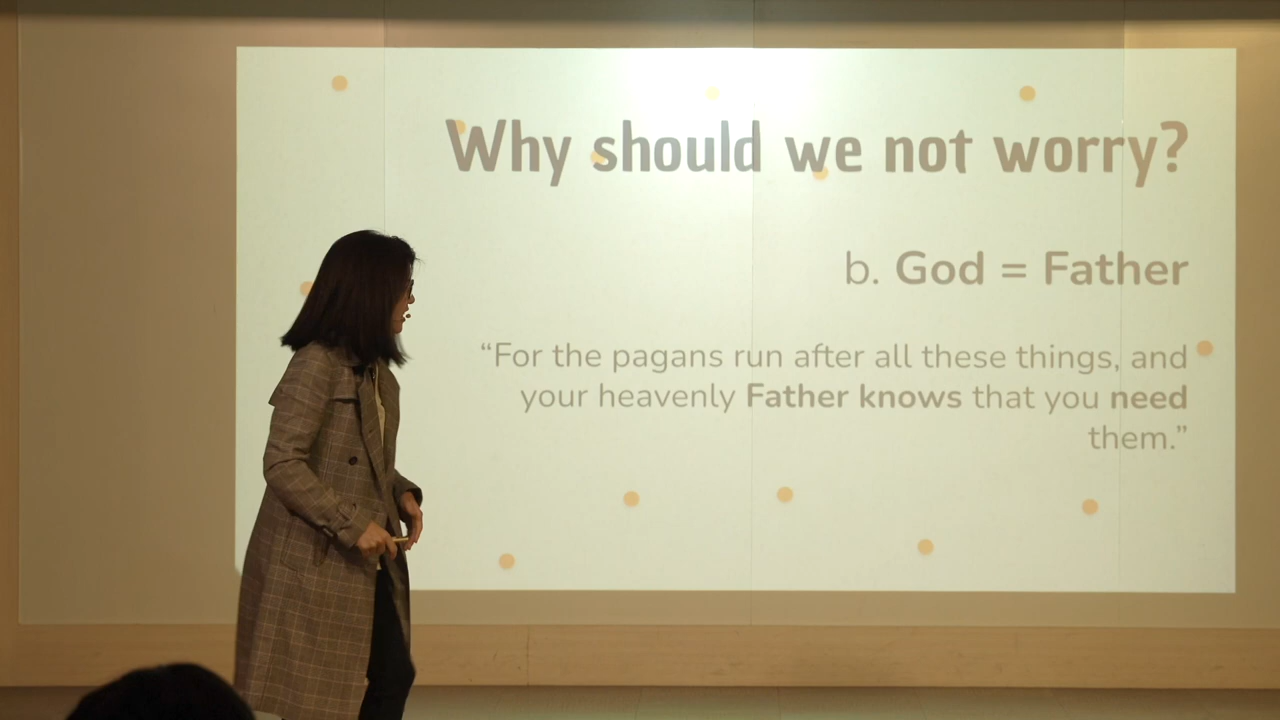 Why should we not worry?
b. God = Father
“For the pagans run after all these things, and
your heavenly Father knows that you need
them.”